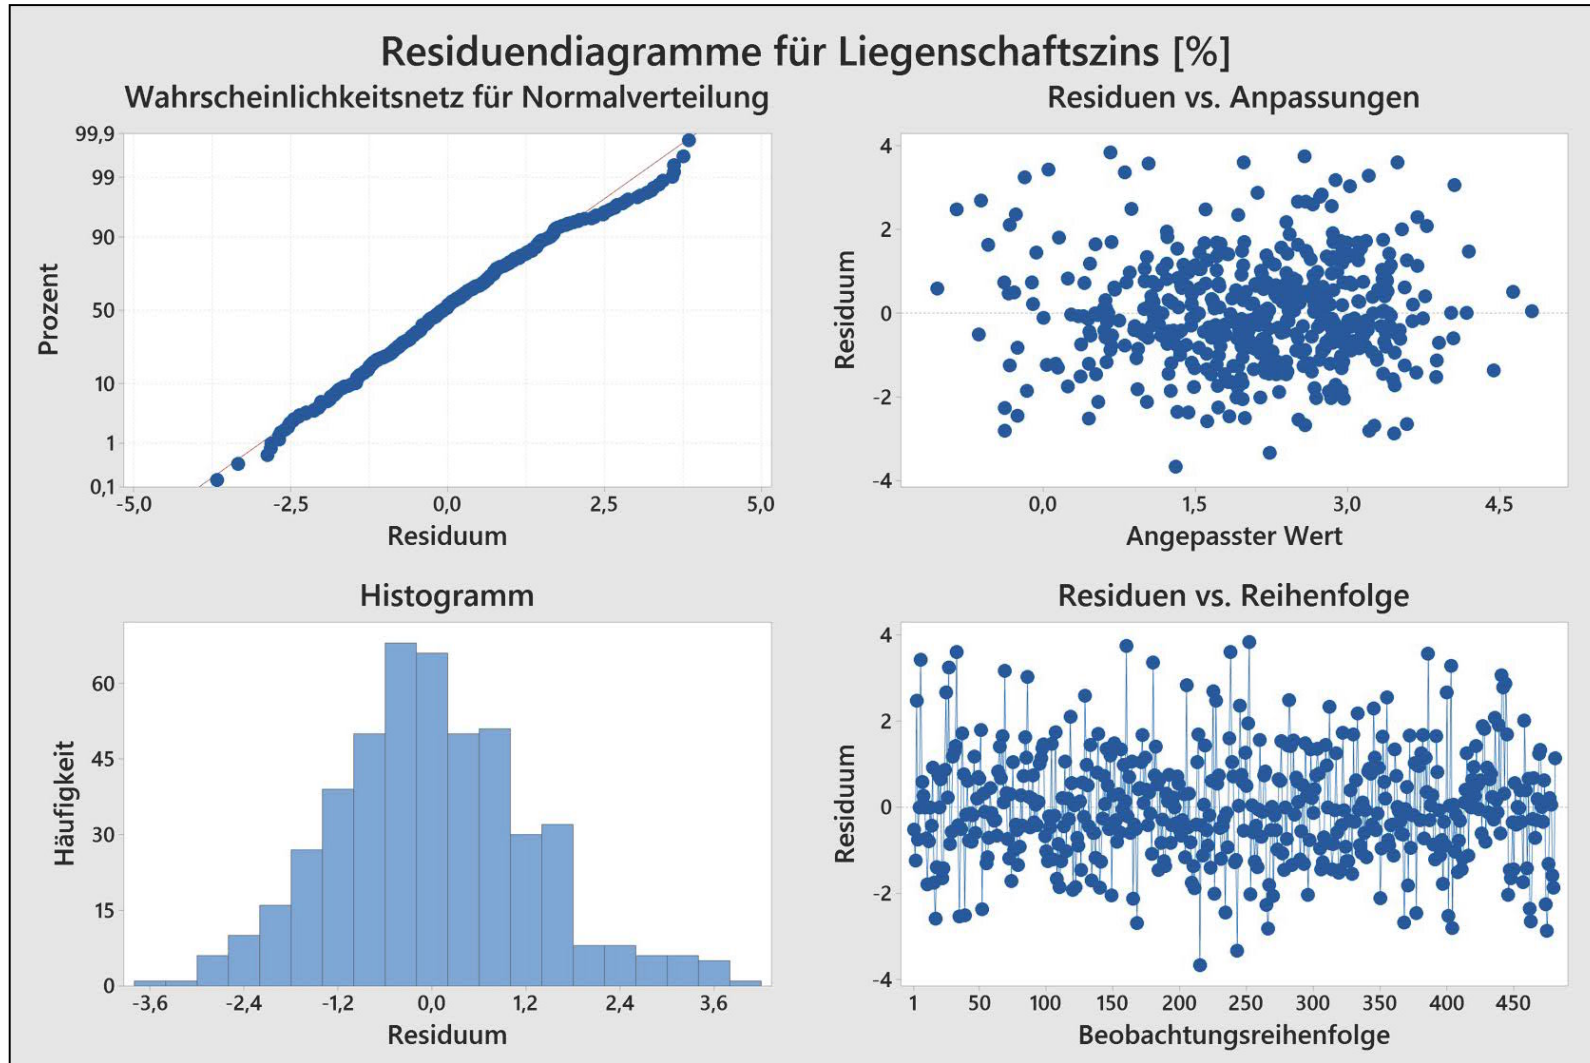 Residuendiagramme für Liegenschaftszins [%]
Wahrscheinlichkeitsnetz für Normalverteilung
99,9
99
90
50
10
1
0,1
Prozent
-5,0 -2,5 0,0 2,5 5,0
Residuum
Residuen vs. Anpassungen
4
2
0
-2
-4
Residuum
0,0 1,5 3,0 4,5
Angepasster Wert
Histogramm
60
45
30
15
0
Häufigkeit
-3,6 -2,4 -1,2 0,0 1,2 2,4 3,6
Residuum
Residuen vs. Reihenfolge
4
2
0
-2
-4
Residuum
1 50 100 150 200 250 300 350 400 450
Beobachtungsreihenfolge